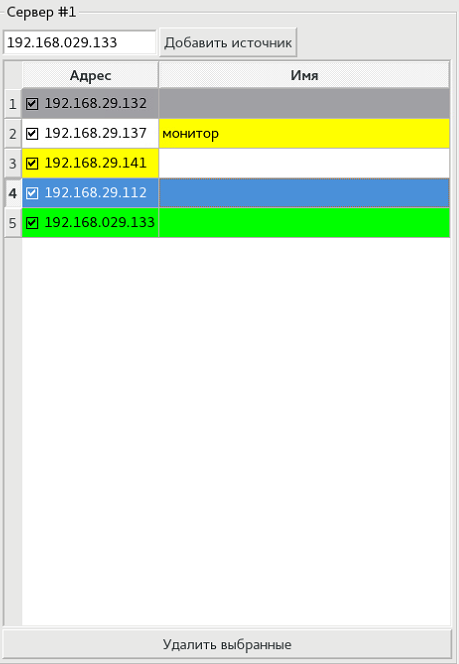 Сервер #1
192.168.029.133 Добавить источник
Адрес Имя
1 192.168.29.132
2 192.168.29.137 монитор
3 192.168.29.141
4 192.168.29.112
5 192.168.029.133
Удалить выбранные